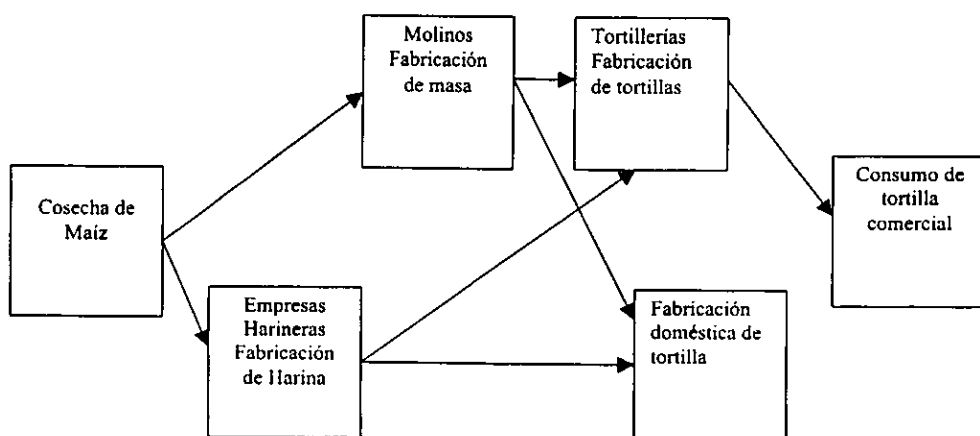 Molinos
Fabricación
de masa
Tortillerías
Fabricación
de tortillas
Cosecha de
Maíz
Consumo de
tortilla
comercial
Empresas
Harineras
Fabricación
de Harina
Fabricación
doméstica de
tortilla